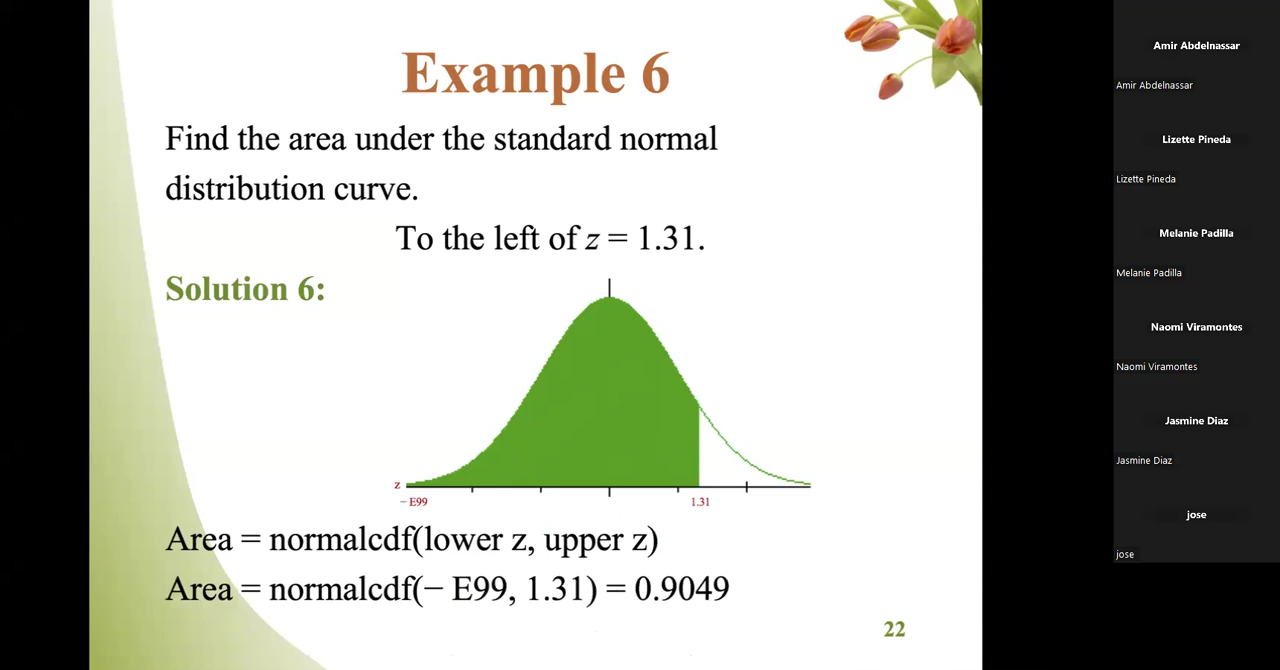 Example 6
Find the area under the standard normal
distribution curve.
To the left of z = 1.31.
Solution 6:
z
− E99
1.31
Area = normalcdf(lower z, upper z)
Area = normalcdf(− E99, 1.31) = 0.9049
22
Amir Abdelnassar
Amir Abdelnassar
Lizette Pineda
Lizette Pineda
Melanie Padilla
Melanie Padilla
Naomi Viramontes
Naomi Viramontes
Jasmine Diaz
Jasmine Diaz
jose
jose